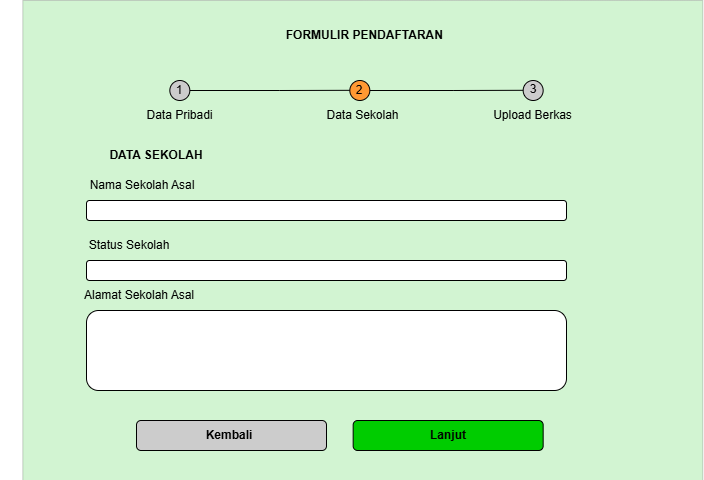 FORMULIR PENDAFTARAN
1 2 3
Data Pribadi Data Sekolah Upload Berkas
DATA SEKOLAH
Nama Sekolah Asal
Status Sekolah
Alamat Sekolah Asal
Kembali Lanjut